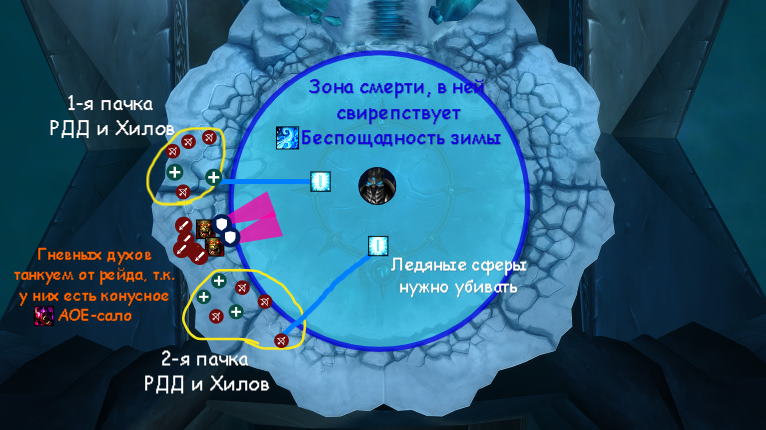 Зона смерти, в ней
свирепствует
Беспощадность зимы
1-я пачка
РДД и Хилов
Гневных духов
танкуем от рейда, т.к.
у них есть конусное
АОЕ-сало
Ледяные сферы
нужно убивать
2-я пачка
РДД и Хилов